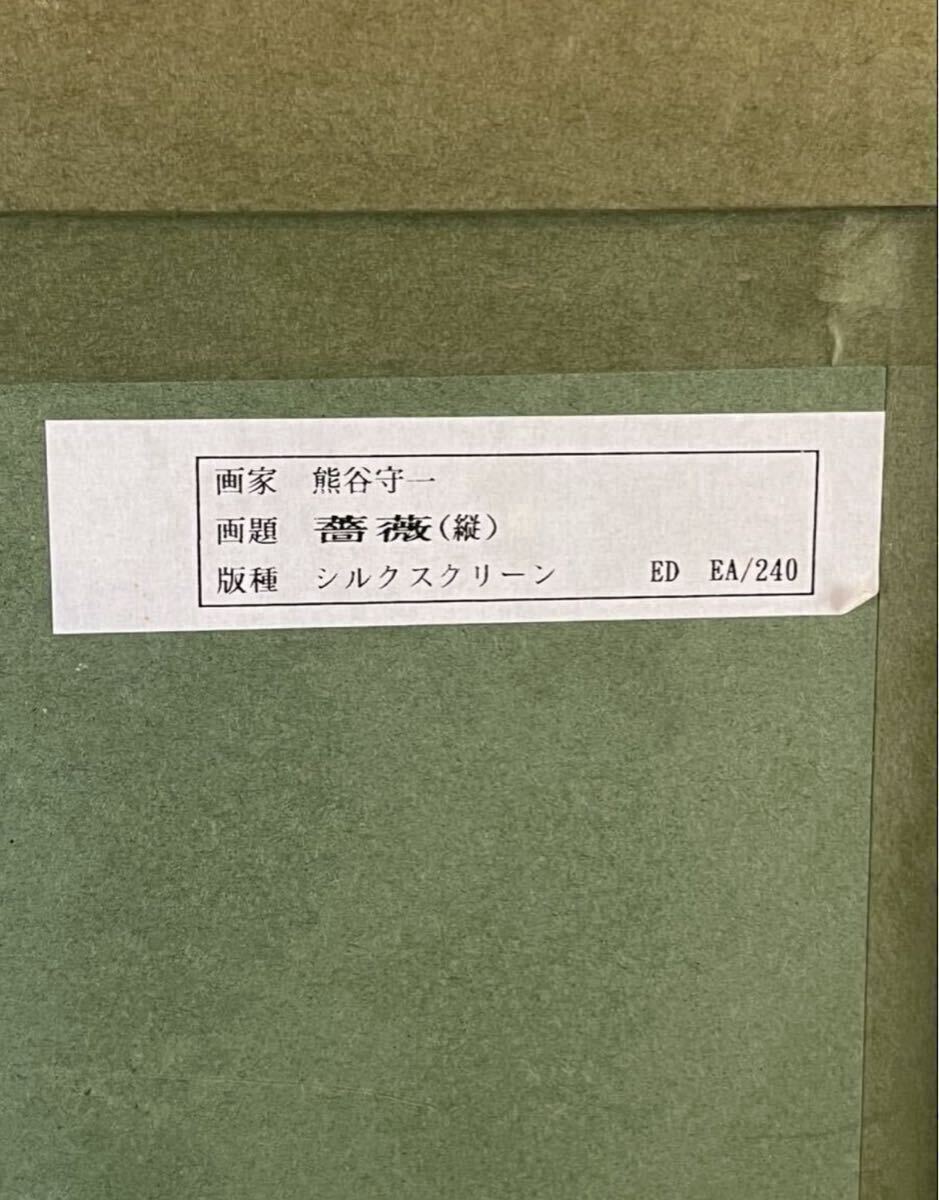 画家 熊谷守一
画題 薔薇(縦)
版種 シルクスクリーン ED EA/240